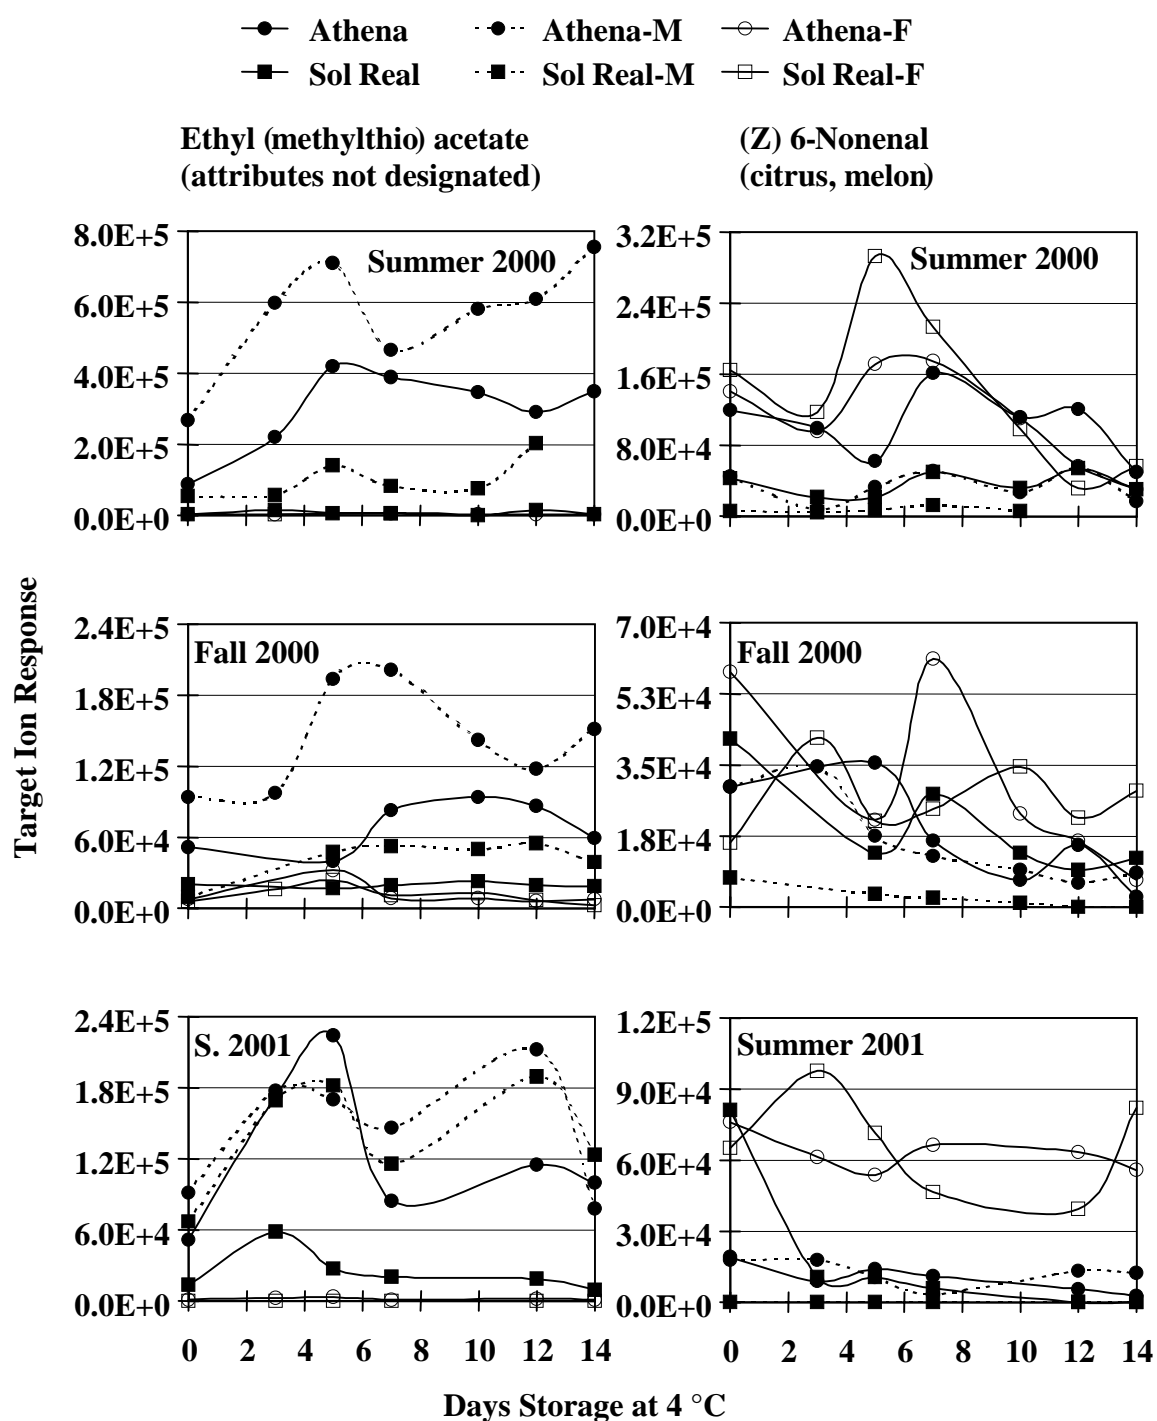 Athena Athena-M Athena-F
Sol Real Sol Real-M Sol Real-F
Ethyl (methylthio) acetate
(attributes not designated)
(Z) 6-Nonenal
(citrus, melon)
8.0E+5
6.0E+5
4.0E+5
2.0E+5
0.0E+0
Summer 2000
3.2E+5
2.4E+5
1.6E+5
8.0E+4
0.0E+0
Summer 2000
Target Ion Response
2.4E+5
1.8E+5
1.2E+5
6.0E+4
0.0E+0
Fall 2000
7.0E+4
5.3E+4
3.5E+4
1.8E+4
0.0E+0
Fall 2000
2.4E+5
1.8E+5
1.2E+5
6.0E+4
0.0E+0
S. 2001
0 2 4 6 8 10 12 14
1.2E+5
9.0E+4
6.0E+4
3.0E+4
0.0E+0
Summer 2001
0 2 4 6 8 10 12 14
Days Storage at 4 °C